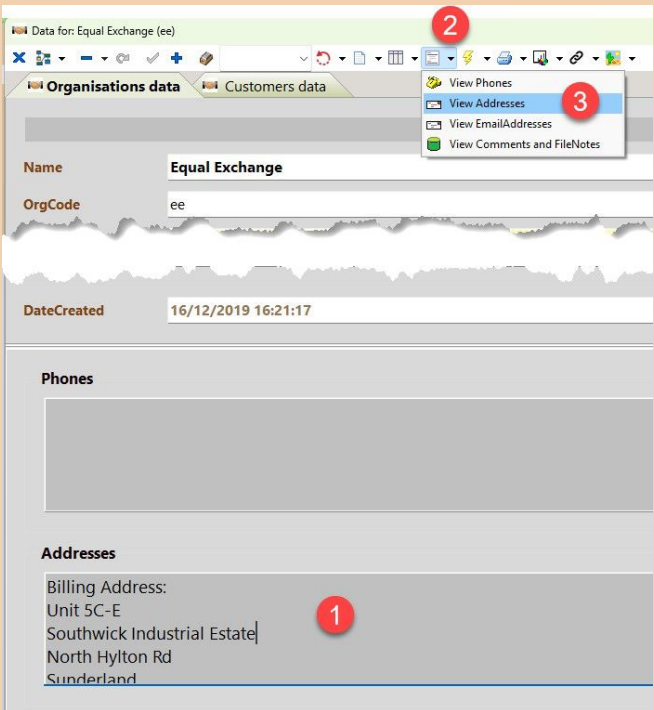 Data for: Equal Exchange (ee)
2
Organisations data
Customers data
View Phones
View Addresses
3
View EmailAddresses
View Comments and FileNotes
Name
Equal Exchange
OrgCode
ee
DateCreated
16/12/2019 16:21:17
Phones
Addresses
Billing Address:
Unit 5C-E
1
Southwick Industrial Estate
North Hylton Rd
Sunderland